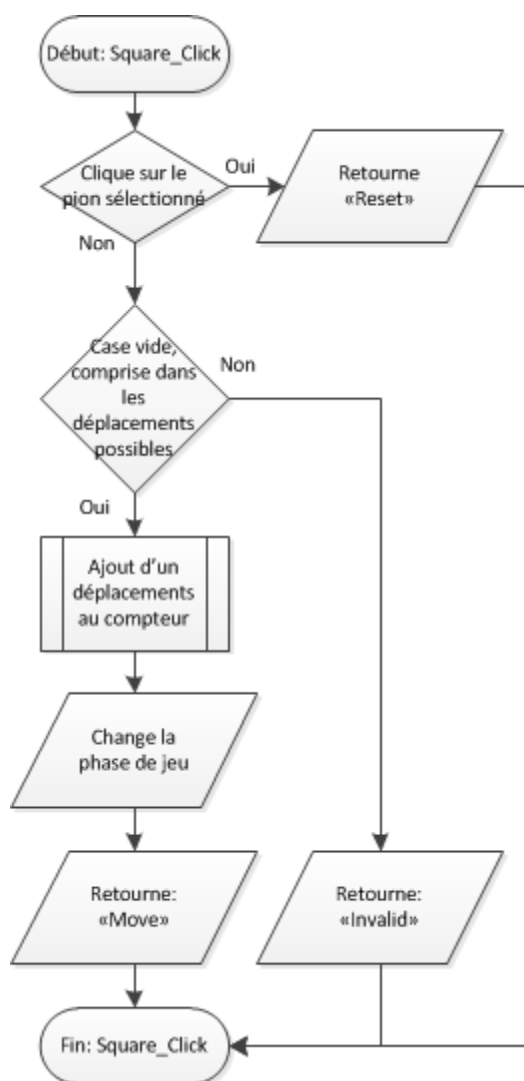 Début: Square_Click
Clique sur le
pion sélectionné
Oui
Retourne
«Reset»
Non
Case vide,
comprise dans
les
déplacements
possibles
Non
Oui
Ajout d'un
déplacements
au compteur
Change la
phase de jeu
Retourne:
«Move»
Retourne:
«Invalid»
Fin: Square_Click